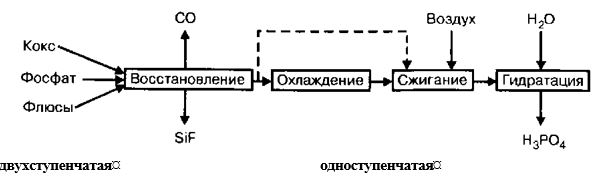 CO
Воздух
H₂O
Кокс
Фосфат
Флюсы
Восстановление
Охлаждение
Сжигание
Гидратация
SiF
H₃PO₄
двухступенчатая¤
одноступенчатая¤